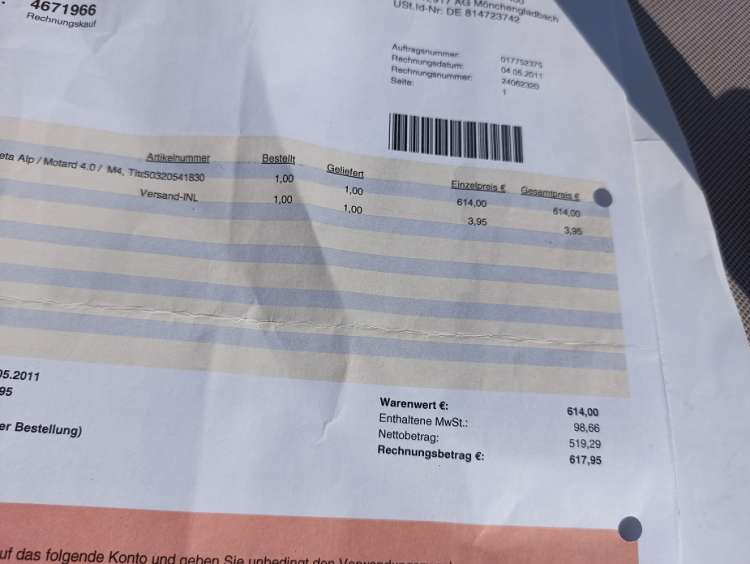 4671966
Rechnungskauf
AG Mönchengladbach
USt.Id-Nr: DE 814723742
Auftragsnummer: 017752375
Rechnungsdatum: 04.05.2011
Rechnungsnummer: 24062320
Seite: 1
Artikelnummer Bestellt Geliefert Einzelpreis € Gesamtpreis €
eta Alp / Motard 4.0 / M4, TitrS0320541830 1,00 1,00 614,00 614,00
Versand-INL 1,00 1,00 3,95 3,95
05.2011
95
er Bestellung)
Warenwert €: 614,00
Enthaltene MwSt.: 98,66
Nettobetrag: 519,29
Rechnungsbetrag €: 617,95
uf das folgende Konto und geben Sie unbedingt den